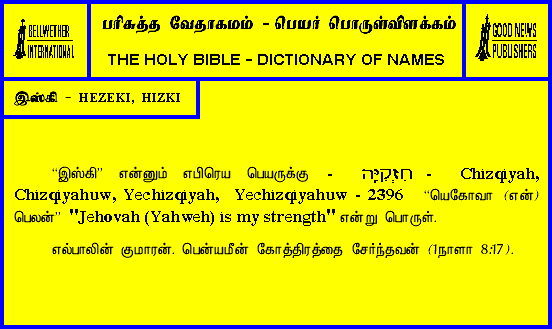 BELLWETHER
INTERNATIONAL
பரிசுத்த வேதாகமம் - பெயர் பொருள்விளக்கம்
THE HOLY BIBLE - DICTIONARY OF NAMES
GOOD NEWS
PUBLISHERS
இஸ்கி - HEZEKI, HIZKI
“இஸ்கி” என்னும் எபிரெய பெயருக்கு - חִזְקִיָּה - Chizqiyah,
Chizqiyahuw, Yechizqiyah, Yechizqiyahuw - 2396 “யெகோவா (என்)
பெலன்” "Jehovah (Yahweh) is my strength" என்று பொருள்.
எல்பாலின் குமாரன். பென்யமீன் கோத்திரத்தை சேர்ந்தவன் (1நாளா 8:17).